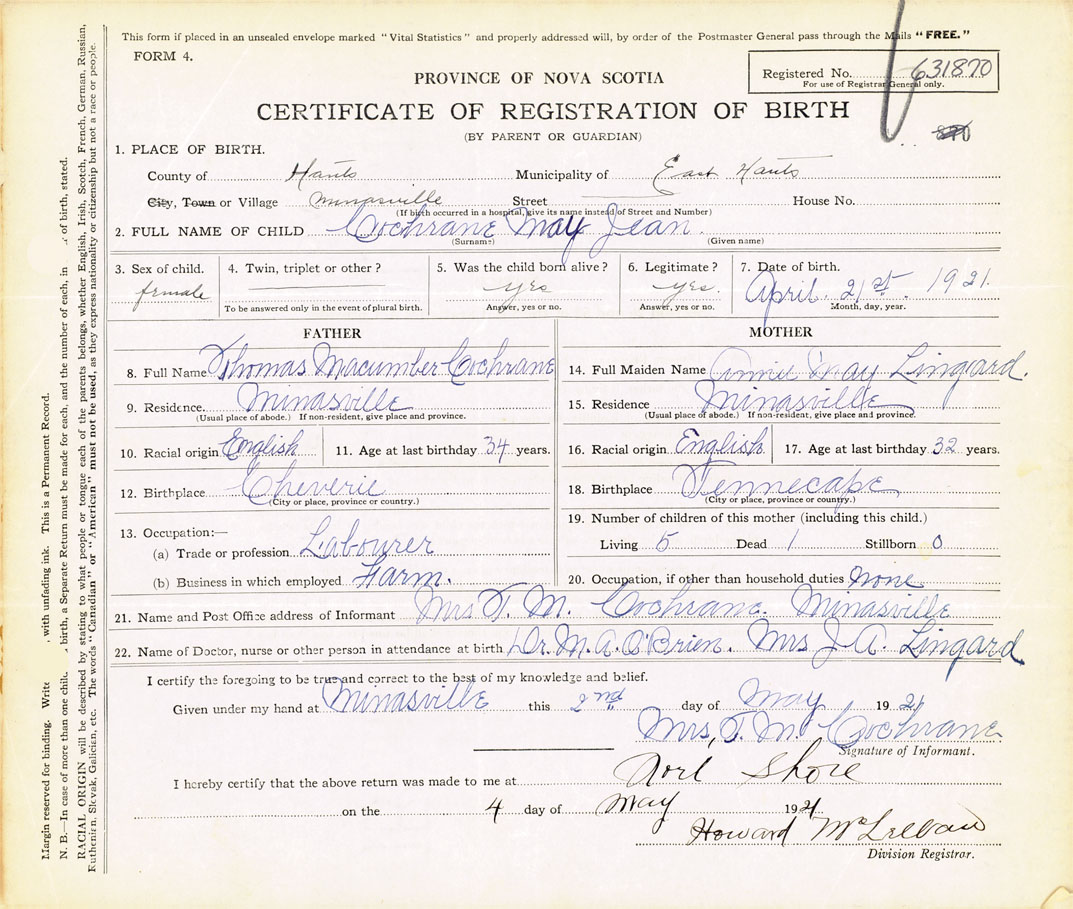 This form if placed in an unsealed envelope marked "Vital Statistics" and properly addressed will, by order of the Postmaster General pass through the Mails "FREE."
FORM 4.
PROVINCE OF NOVA SCOTIA
Registered No. 631870
For use of Registrar General only.
CERTIFICATE OF REGISTRATION OF BIRTH
(BY PARENT OR GUARDIAN)
870
1. PLACE OF BIRTH.
County of Hants Municipality of East Hants
City, Town or Village Minasville Street House No.
(If birth occurred in a hospital, give its name instead of Street and Number)
2. FULL NAME OF CHILD Cochrane May Jean.
(Surname) (Given name)
3. Sex of child. female
4. Twin, triplet or other ?
To be answered only in the event of plural birth.
5. Was the child born alive? yes
Answer, yes or no.
6. Legitimate? yes.
Answer, yes or no.
7. Date of birth. April 21st. 1921.
Month, day, year.
FATHER
8. Full Name Thomas Macumber Cochrane
9. Residence. Minasville
(Usual place of abode.) If non-resident, give place and province.
10. Racial origin English 11. Age at last birthday 34 years.
12. Birthplace Cheverie
(City or place, province or country.)
13. Occupation:—
(a) Trade or profession Labourer
(b) Business in which employed Farm.
MOTHER
14. Full Maiden Name Annie May Lingard.
15. Residence Minasville
(Usual place of abode.) If non-resident, give place and province.
16. Racial origin English 17. Age at last birthday 32 years.
18. Birthplace Tennecape
(City or place, province or country.)
19. Number of children of this mother (including this child.)
Living 5 Dead 1 Stillborn 0
20. Occupation, if other than household duties none
21. Name and Post Office address of Informant Mrs T. M. Cochrane. Minasville
22. Name of Doctor, nurse or other person in attendance at birth Dr. M. A. O'Brien. Mrs J. A. Lingard
I certify the foregoing to be true and correct to the best of my knowledge and belief.
Given under my hand at Minasville this 2nd day of May 1921
Mrs, T. M. Cochrane
Signature of Informant.
I hereby certify that the above return was made to me at Noel Shore
on the 4 day of May 1921.
Howard McLellan
Division Registrar.
Margin reserved for binding. Write with unfading ink. This is a Permanent Record.
N. B.—In case of more than one birth, a Separate Return must be made for each, and the number of each, in of birth, stated.
RACIAL ORIGIN will be described by stating to what people or tongue each of the parents belongs, whether English, Irish, Scotch, French, German, Russian,
Ruthenian, Slovak, Galician, etc. The words "Canadian" or "American" must not be used, as they express nationality or citizenship but not a race or people.